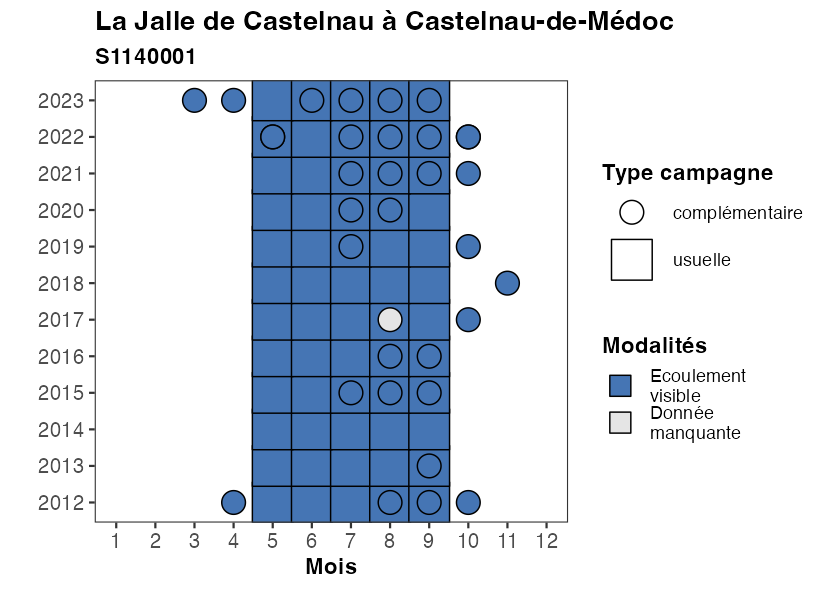 La Jalle de Castelnau à Castelnau-de-Médoc
S1140001
2023
2022
2021
2020
2019
2018
2017
2016
2015
2014
2013
2012
1 2 3 4 5 6 7 8 9 10 11 12
Mois
Type campagne
complémentaire
usuelle
Modalités
Ecoulement
visible
Donnée
manquante